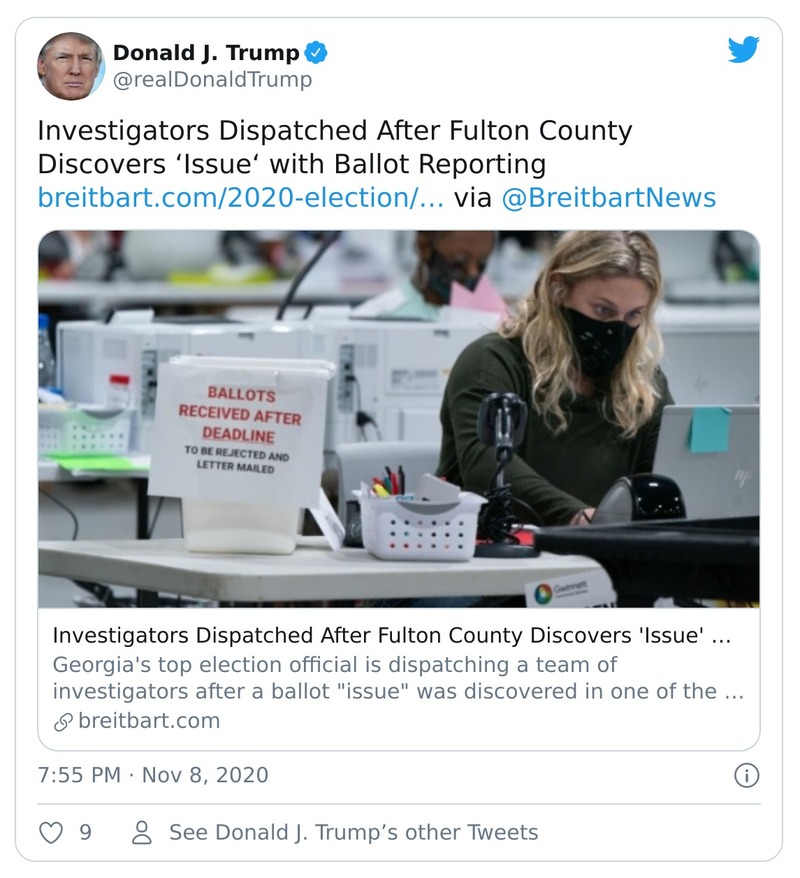 Donald J. Trump
@realDonaldTrump
Investigators Dispatched After Fulton County
Discovers ‘Issue‘ with Ballot Reporting
breitbart.com/2020-election/… via @BreitbartNews
BALLOTS
RECEIVED AFTER
DEADLINE
TO BE REJECTED AND
LETTER MAILED
hp
Gwinnett
Investigators Dispatched After Fulton County Discovers 'Issue' …
Georgia's top election official is dispatching a team of
investigators after a ballot "issue" was discovered in one of the …
breitbart.com
7:55 PM · Nov 8, 2020
9
See Donald J. Trump’s other Tweets